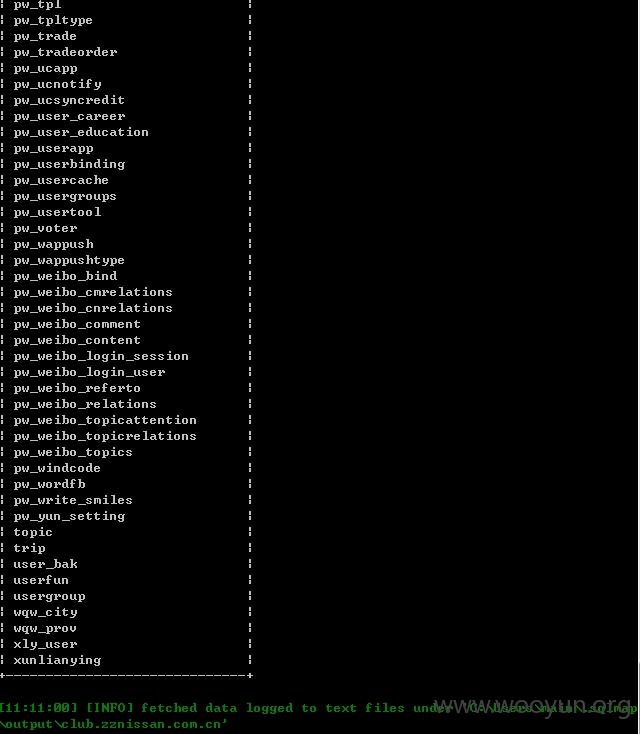 | pw_tpl |
| pw_tpltype |
| pw_trade |
| pw_tradeorder |
| pw_ucapp |
| pw_ucnotify |
| pw_ucsyncredit |
| pw_user_career |
| pw_user_education |
| pw_userapp |
| pw_userbinding |
| pw_usercache |
| pw_usergroups |
| pw_usertool |
| pw_voter |
| pw_wappush |
| pw_wappushtype |
| pw_weibo_bind |
| pw_weibo_cmrelations |
| pw_weibo_cnrelations |
| pw_weibo_comment |
| pw_weibo_content |
| pw_weibo_login_session |
| pw_weibo_login_user |
| pw_weibo_referto |
| pw_weibo_relations |
| pw_weibo_topicattention |
| pw_weibo_topicrelations |
| pw_weibo_topics |
| pw_windcode |
| pw_wordfb |
| pw_write_smiles |
| pw_yun_setting |
| topic |
| trip |
| user_bak |
| userfun |
| usergroup |
| wqw_city |
| wqw_prov |
| xly_user |
| xunlianying |
+------------------------------+
[11:11:00] [INFO] fetched data logged to text files under
www.wooyun.org
\output\club.zznissan.com.cn'